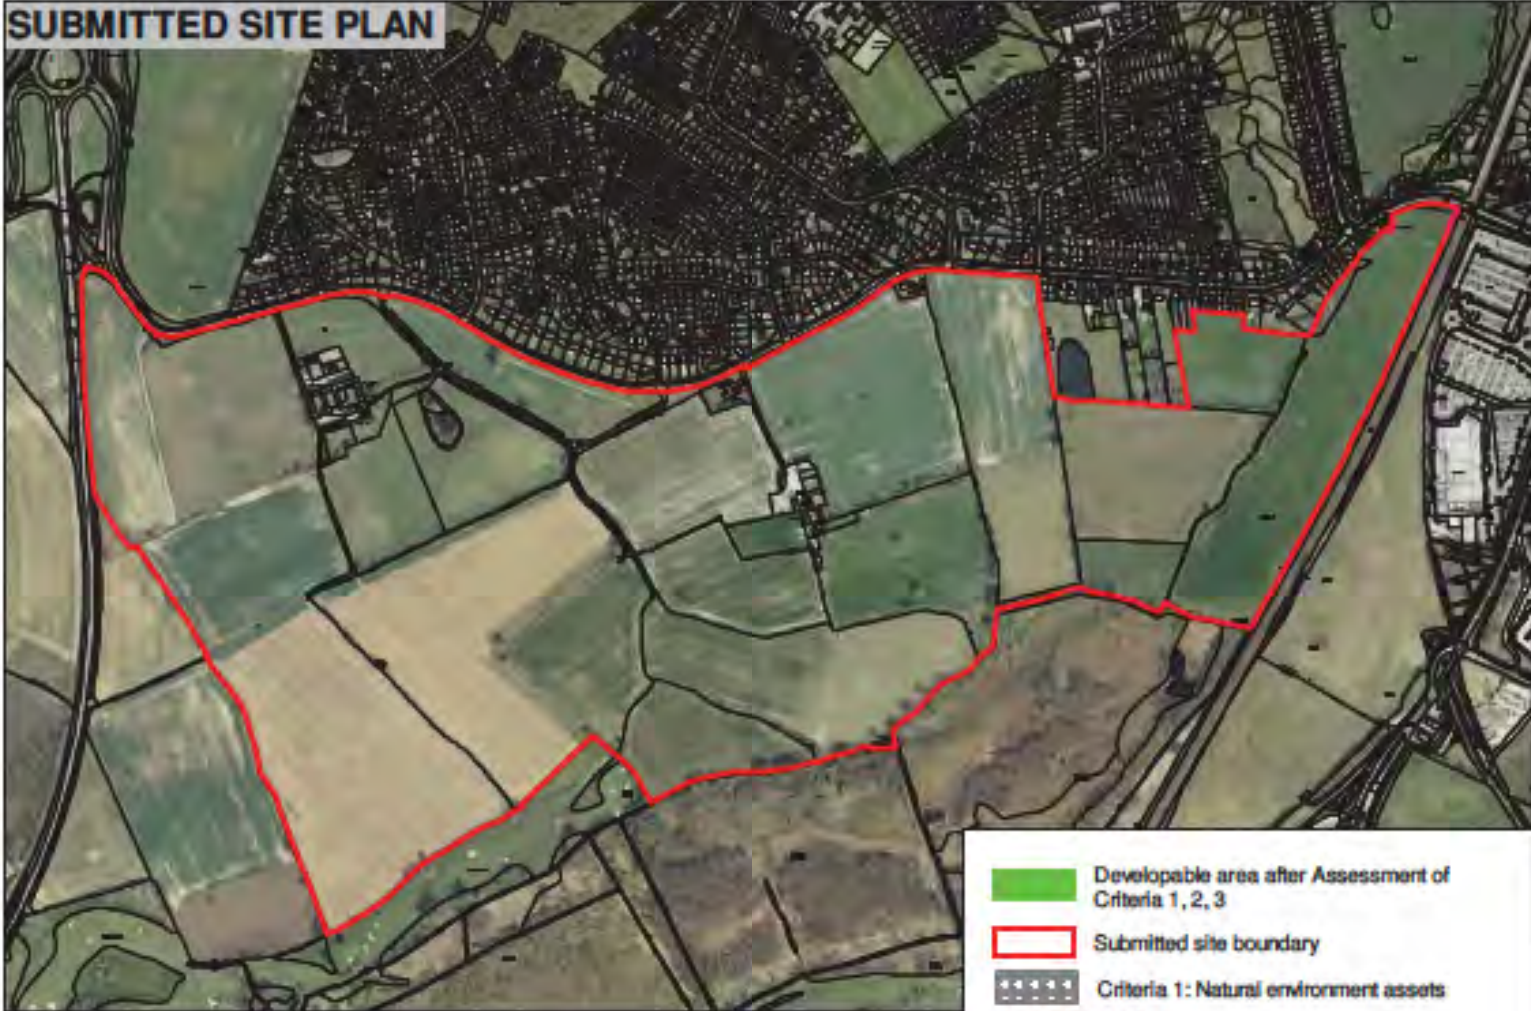 SUBMITTED SITE PLAN
Developable area after Assessment of
Criteria 1, 2, 3
Submitted site boundary
Criteria 1: Natural environment assets